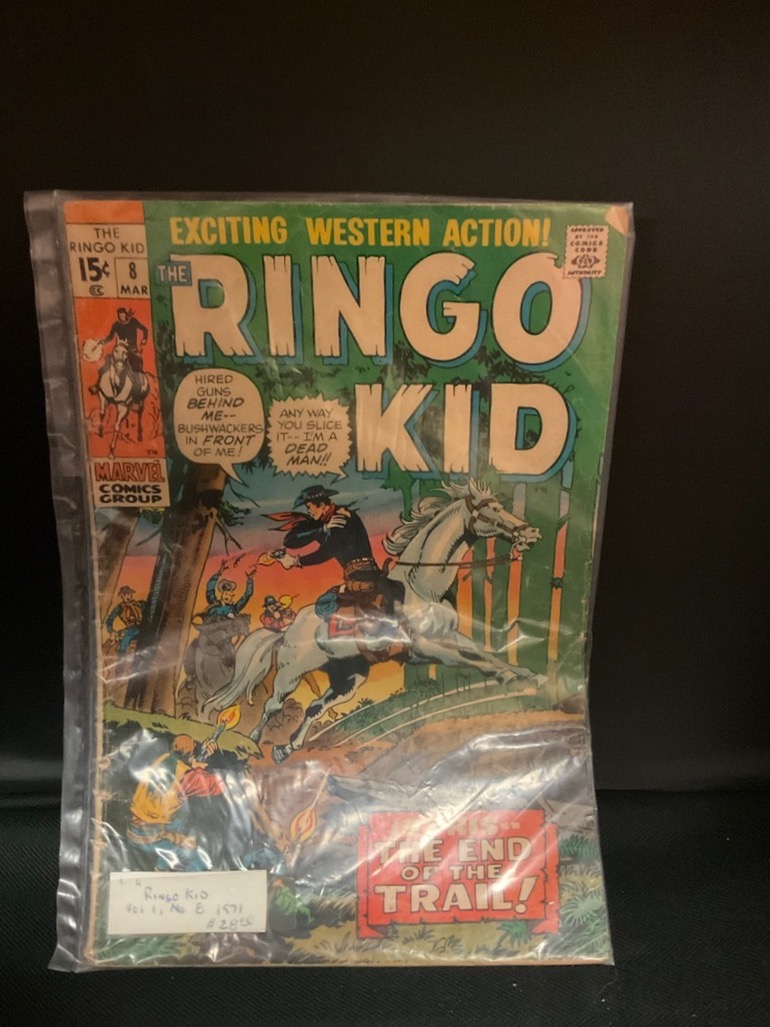 EXCITING WESTERN ACTION!
THE
RINGO KID
15¢ 8
CC MAR
APPROVED
BY THE
COMICS
CODE
AUTHORITY
THE
RINGO
KID
HIRED
GUNS
BEHIND
ME--
BUSHWACKERS
IN FRONT
OF ME!
ANY WAY
YOU SLICE
IT-- I'M A
DEAD
MAN!!
TM
MARVEL
COMICS
GROUP
THE END
OF THE
TRAIL!
RINGO KID
Vol 1, No 8 1971